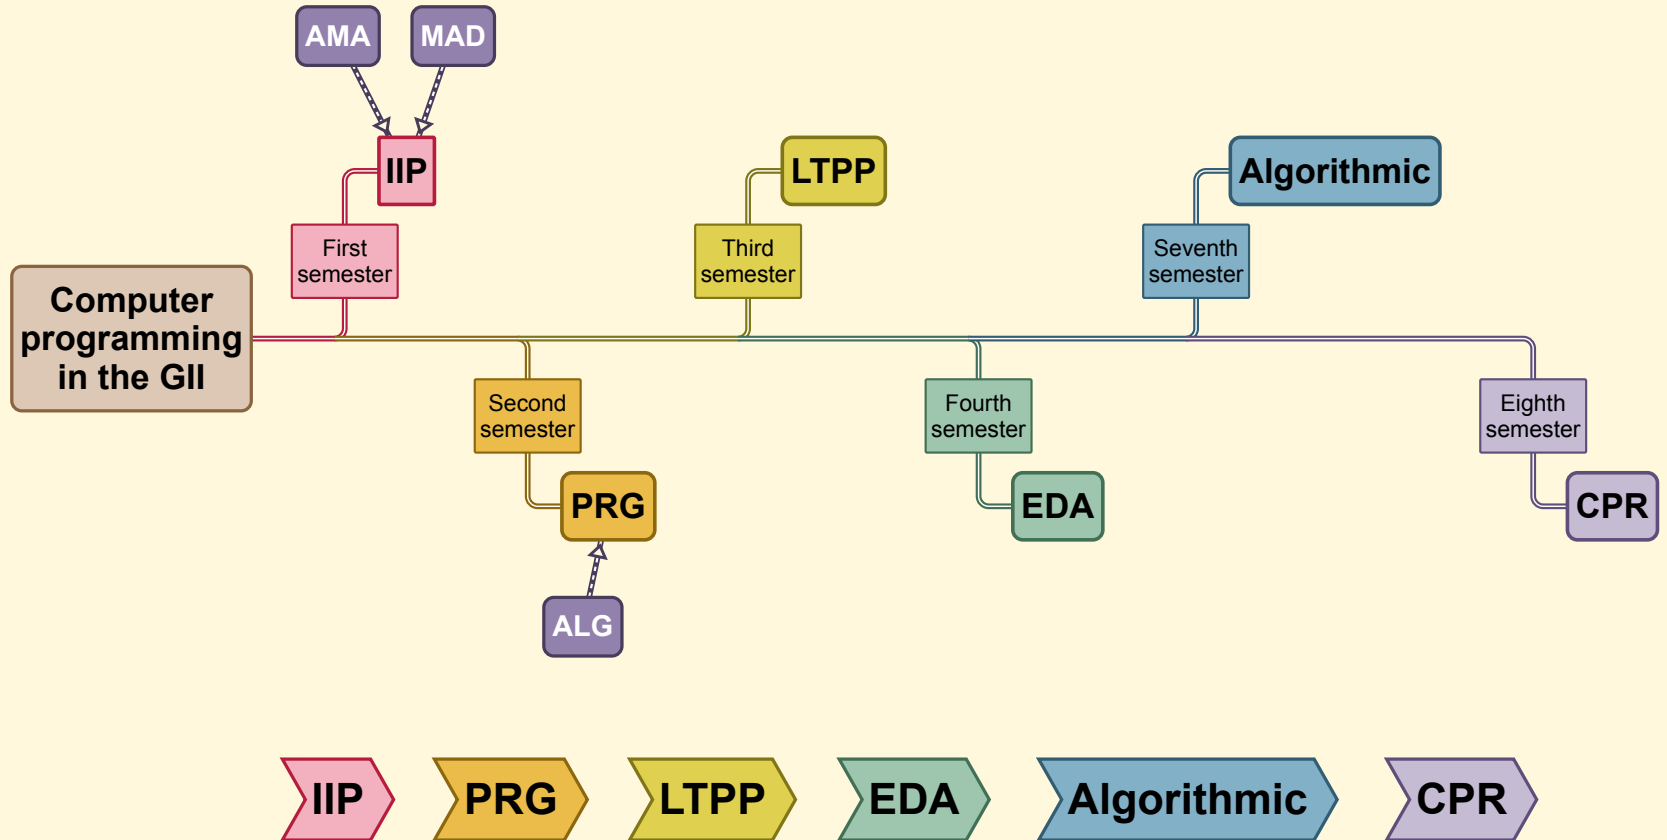 AMA
MAD
IIP
LTPP
Algorithmic
First
semester
Third
semester
Seventh
semester
Computer
programming
in the GII
Second
semester
Fourth
semester
Eighth
semester
PRG
EDA
CPR
ALG
IIP
PRG
LTPP
EDA
Algorithmic
CPR